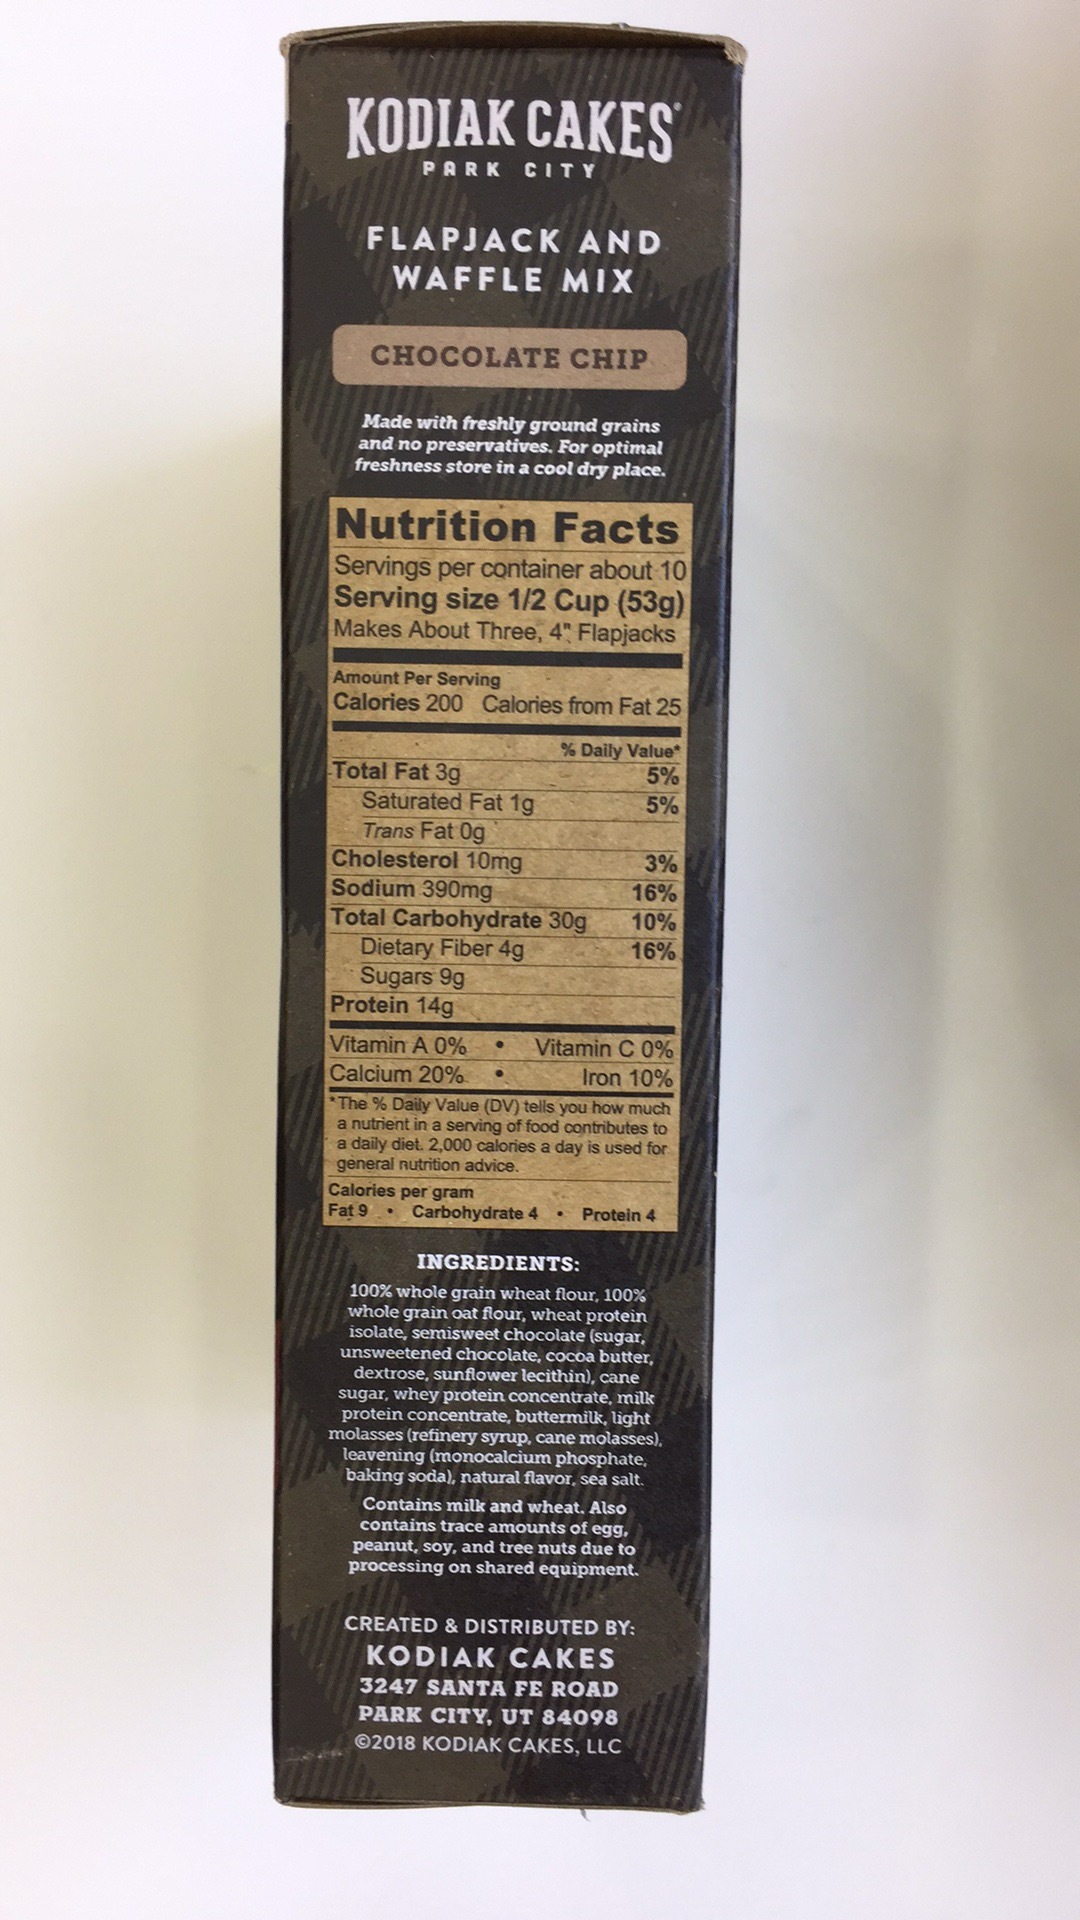 KODIAK CAKES®
PARK CITY
FLAPJACK AND
WAFFLE MIX
CHOCOLATE CHIP
Made with freshly ground grains
and no preservatives. For optimal
freshness store in a cool dry place.
Nutrition Facts
Servings per container about 10
Serving size 1/2 Cup (53g)
Makes About Three, 4" Flapjacks
Amount Per Serving
Calories 200 Calories from Fat 25
% Daily Value*
Total Fat 3g 5%
Saturated Fat 1g 5%
Trans Fat 0g
Cholesterol 10mg 3%
Sodium 390mg 16%
Total Carbohydrate 30g 10%
Dietary Fiber 4g 16%
Sugars 9g
Protein 14g
Vitamin A 0% • Vitamin C 0%
Calcium 20% • Iron 10%
*The % Daily Value (DV) tells you how much
a nutrient in a serving of food contributes to
a daily diet. 2,000 calories a day is used for
general nutrition advice.
Calories per gram
Fat 9 • Carbohydrate 4 • Protein 4
INGREDIENTS:
100% whole grain wheat flour, 100%
whole grain oat flour, wheat protein
isolate, semisweet chocolate (sugar,
unsweetened chocolate, cocoa butter,
dextrose, sunflower lecithin), cane
sugar, whey protein concentrate, milk
protein concentrate, buttermilk, light
molasses (refinery syrup, cane molasses),
leavening (monocalcium phosphate,
baking soda), natural flavor, sea salt.
Contains milk and wheat. Also
contains trace amounts of egg,
peanut, soy, and tree nuts due to
processing on shared equipment.
CREATED & DISTRIBUTED BY:
KODIAK CAKES
3247 SANTA FE ROAD
PARK CITY, UT 84098
©2018 KODIAK CAKES, LLC